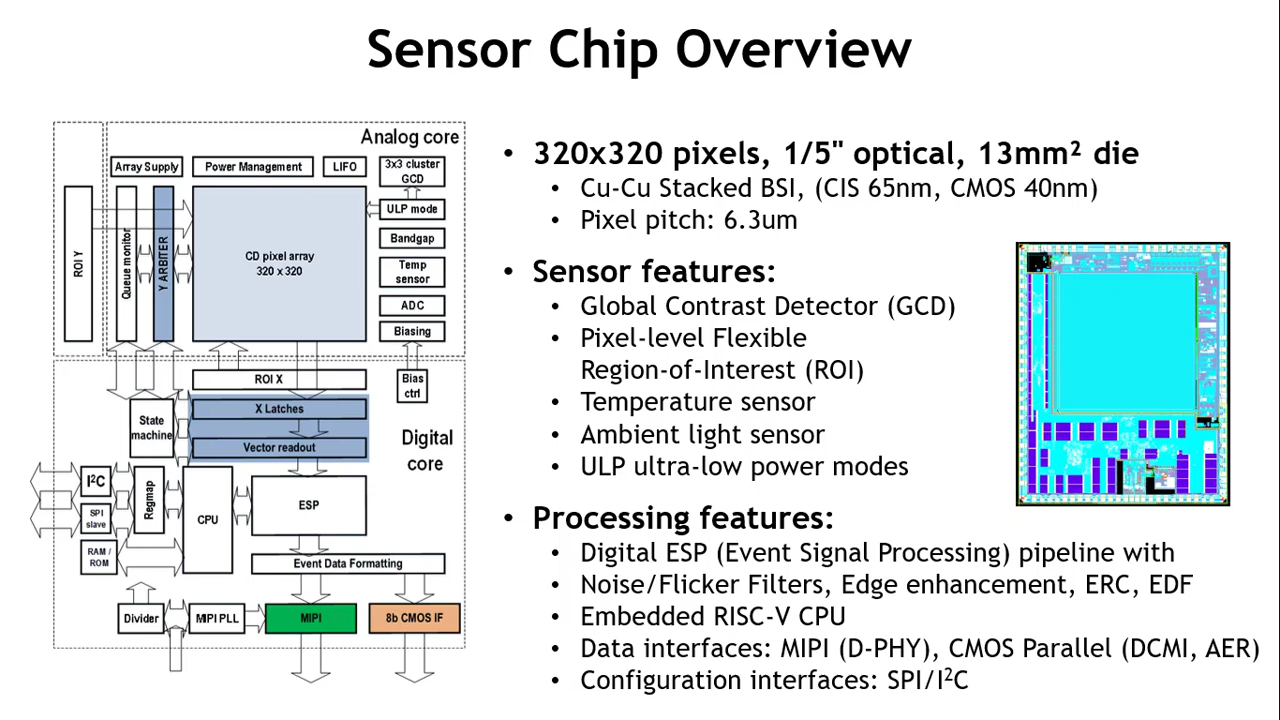 Sensor Chip Overview
Analog core
Array Supply
Power Management
LIFO
3x3 cluster
GCD
ULP mode
Bandgap
Temp
sensor
ADC
Biasing
ROI Y
Queue monitor
Y ARBITER
CD pixel array
320 x 320
ROI X
Bias
ctrl
X Latches
State
machine
Vector readout
Digital
core
I²C
SPI
slave
RAM /
ROM
Regmap
CPU
ESP
Event Data Formatting
Divider
MIPI PLL
MIPI
8b CMOS IF
• 320x320 pixels, 1/5" optical, 13mm² die
• Cu-Cu Stacked BSI, (CIS 65nm, CMOS 40nm)
• Pixel pitch: 6.3um
• Sensor features:
• Global Contrast Detector (GCD)
• Pixel-level Flexible
Region-of-Interest (ROI)
• Temperature sensor
• Ambient light sensor
• ULP ultra-low power modes
• Processing features:
• Digital ESP (Event Signal Processing) pipeline with
• Noise/Flicker Filters, Edge enhancement, ERC, EDF
• Embedded RISC-V CPU
• Data interfaces: MIPI (D-PHY), CMOS Parallel (DCMI, AER)
• Configuration interfaces: SPI/I²C